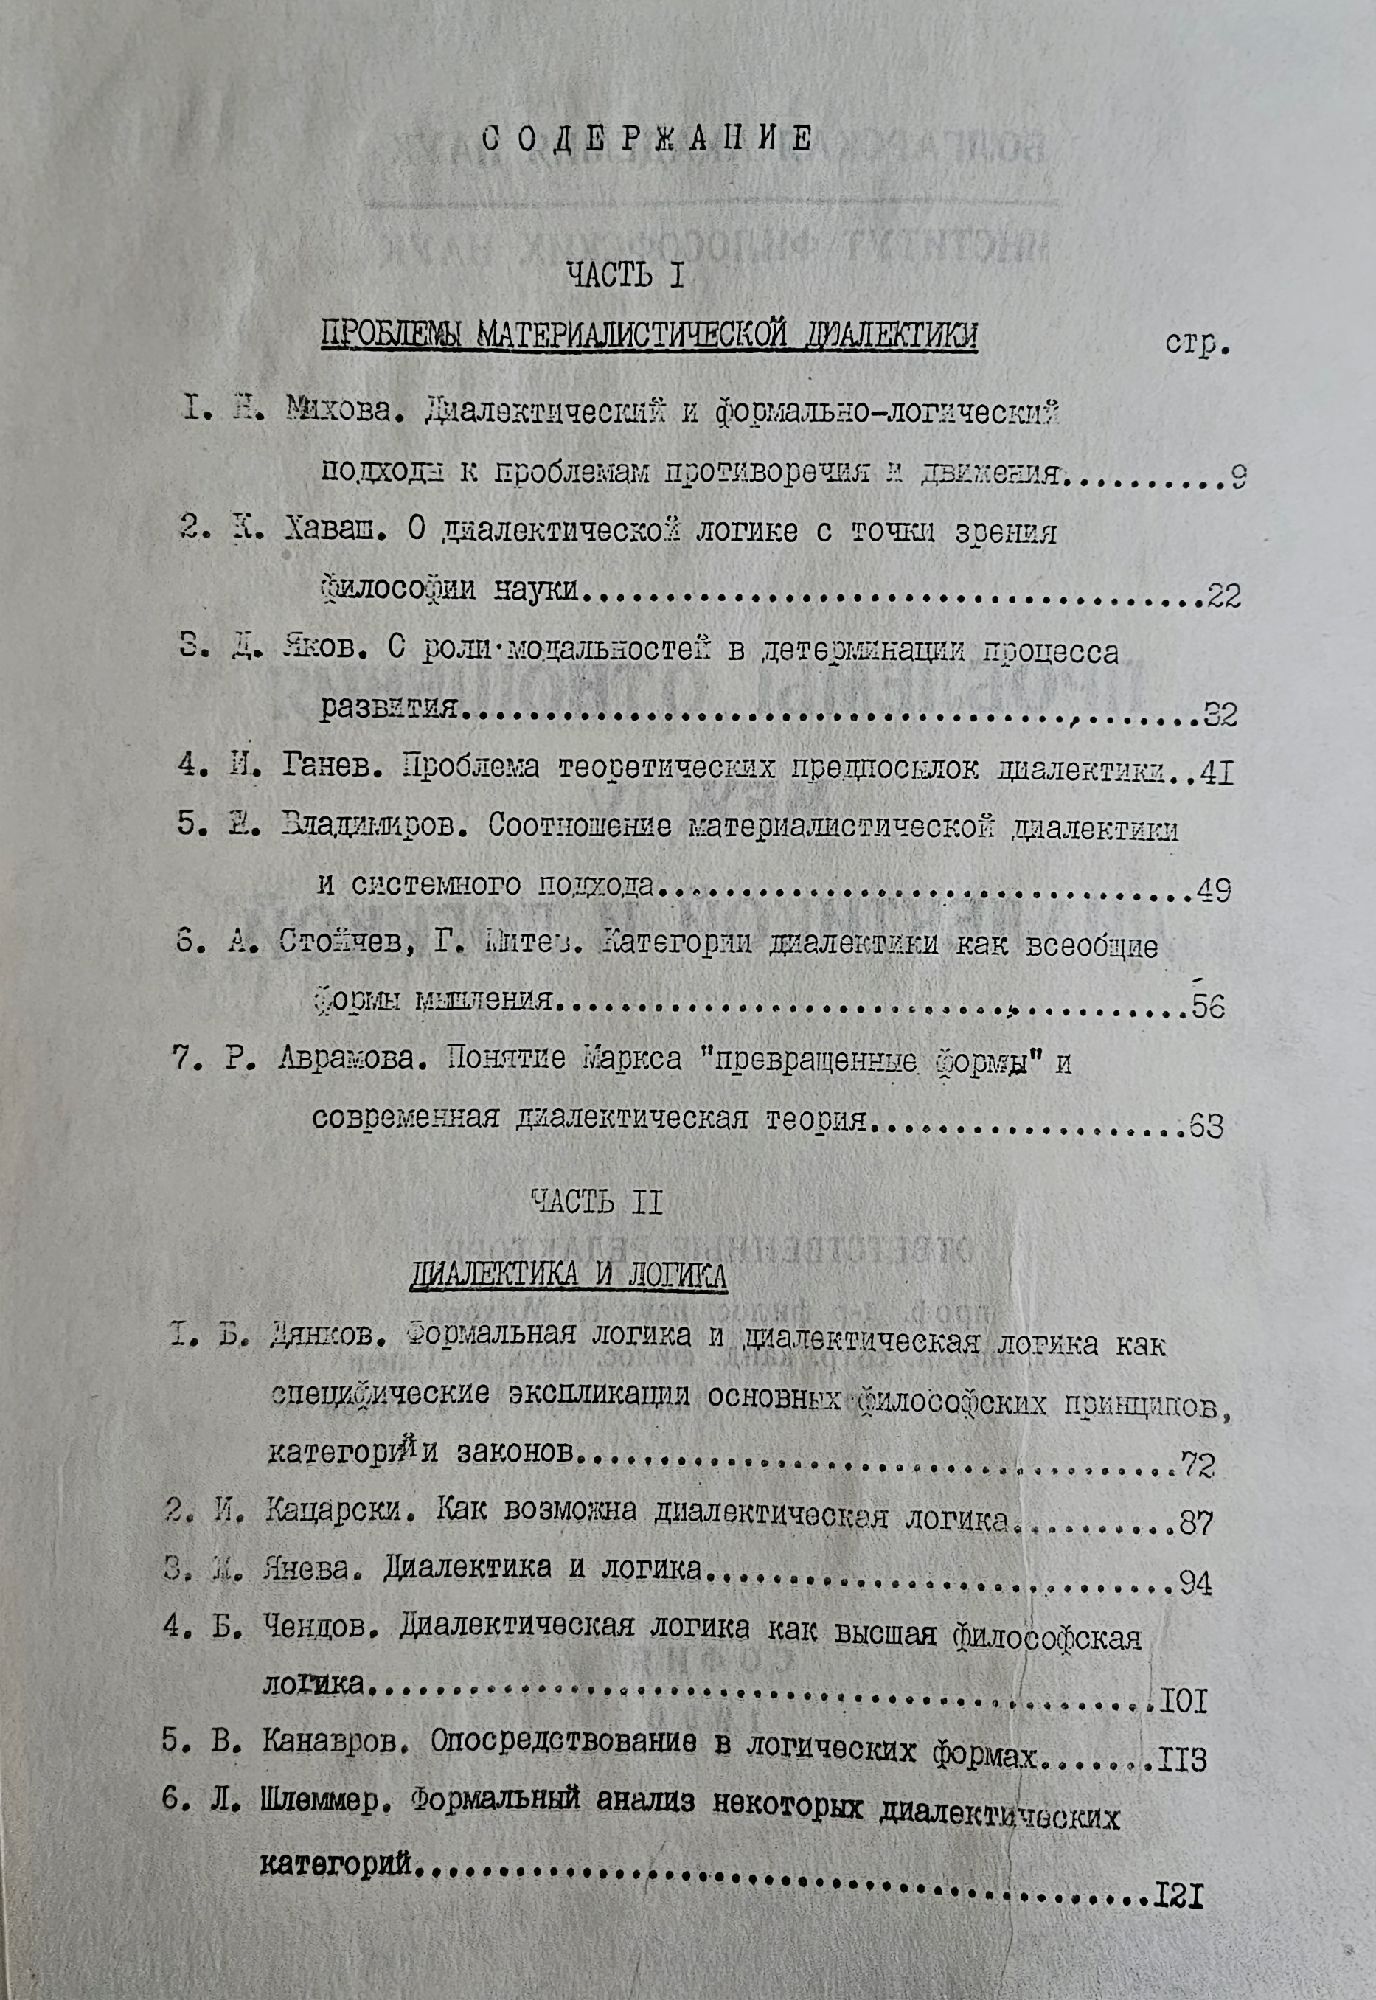 СОДЕРЖАНИЕ
ЧАСТЬ I
ПРОБЛЕМЫ МАТЕРИАЛИСТИЧЕСКОЙ ДИАЛЕКТИКИ стр.
1. Н. Михова. Диалектический и формально-логический
подходы к проблемам противоречия и движения..........9
2. К. Хаваш. О диалектической логике с точки зрения
философии науки......................................22
3. Д. Яков. О роли модальностей в детерминации процесса
развития.............................................32
4. И. Ганев. Проблема теоретических предпосылок диалектики..41
5. Владимиров. Соотношение материалистической диалектики
и системного подхода.................................49
6. А. Стойчев, Г. Митев. Категории диалектики как всеобщие
формы мышления.......................................56
7. Р. Аврамова. Понятие Маркса "превращенные формы" и
современная диалектическая теория....................63
ЧАСТЬ II
ДИАЛЕКТИКА И ЛОГИКА
1. Б. Дянков. Формальная логика и диалектическая логика как
специфические экспликации основных философских принципов,
категорий и законов....................................72
2. И. Кацарски. Как возможна диалектическая логика..........87
3. Янева. Диалектика и логика.............................94
4. Б. Чендов. Диалектическая логика как высшая философская
логика................................................101
5. В. Канавров. Опосредствование в логических формах.......113
6. Л. Шлеммер. Формальный анализ некоторых диалектических
категорий.............................................121